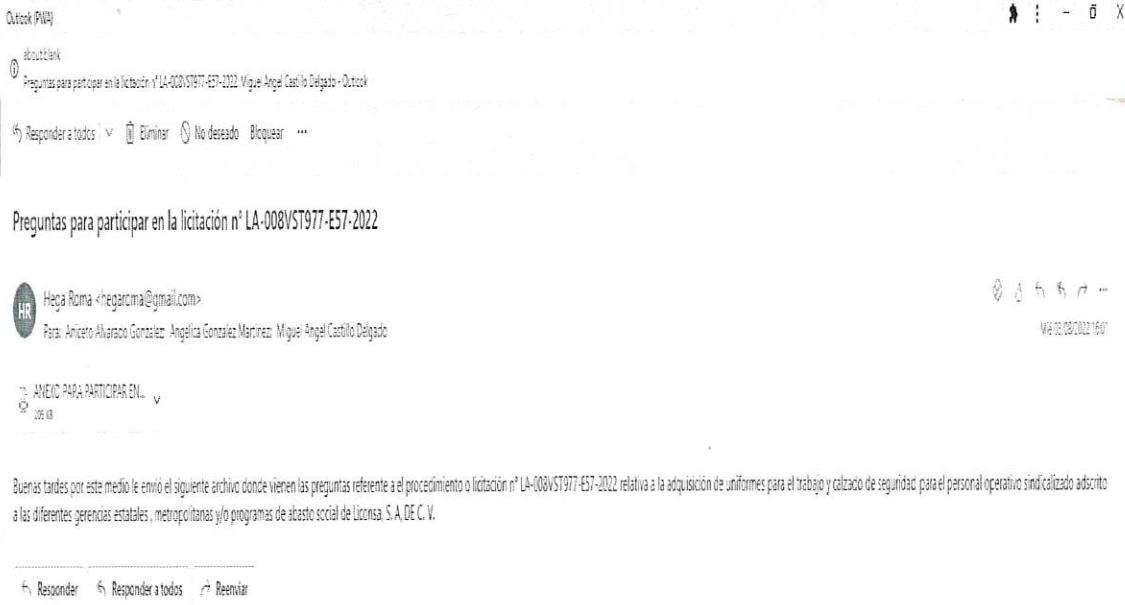 Outlook (PWA)
about:blank
Preguntas para participar en la licitación n° LA-008VST977-E57-2022. Miguel Angel Castillo Delgado - Outlook
Responder a todos Eliminar No deseado Bloquear ...
Preguntas para participar en la licitación n° LA-008VST977-E57-2022
HR
Hega Roma <hegaroma@gmail.com>
Para: Aniceto Alvarado Gonzalez; Angelica Gonzalez Martinez; Miguel Angel Castillo Delgado
Mié 03/08/2022
ANEXO PARA PARTICIPAR EN...
KB
Buenas tardes por este medio le envió el siguiente archivo donde vienen las preguntas referente a el procedimiento o licitación n° LA-008VST977-E57-2022 relativa a la adquisición de uniformes para el trabajo y calzado de seguridad para el personal operativo sindicalizado adscrito
a las diferentes gerencias estatales , metropolitanas y/o programas de abasto social de Liconsa, S. A, DE C. V.
Responder Responder a todos Reenviar